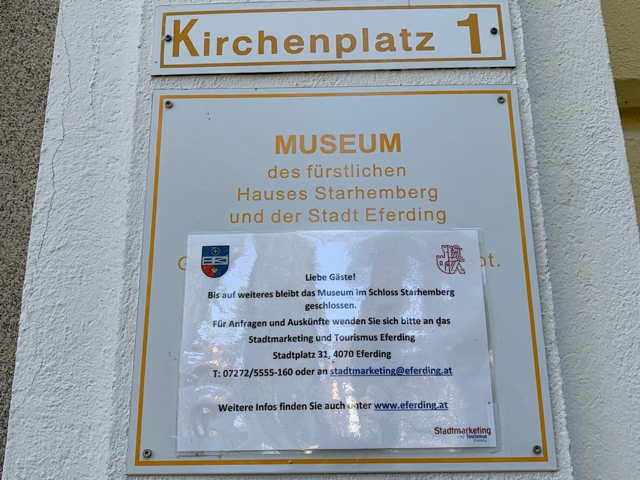 Kirchenplatz 1
MUSEUM
des fürstlichen
Hauses Starhemberg
und der Stadt Eferding
Liebe Gäste!
Bis auf weiteres bleibt das Museum im Schloss Starhemberg
geschlossen.
Für Anfragen und Auskünfte wenden Sie sich bitte an das
Stadtmarketing und Tourismus Eferding
Stadtplatz 31, 4070 Eferding
T: 07272/5555-160 oder an stadtmarketing@eferding.at
Weitere Infos finden Sie auch unter www.eferding.at
Stadtmarketing
Tourismus